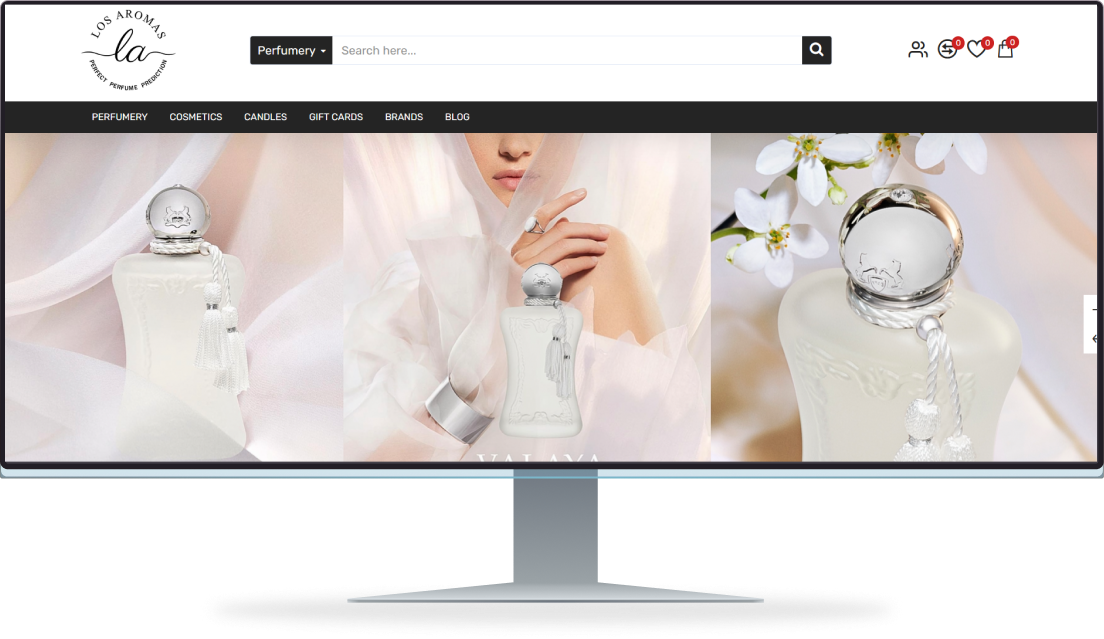 LOS AROMAS
la
PERFECT PERFUME PREDICTION
Perfumery
Search here...
0
0
0
PERFUMERY
COSMETICS
CANDLES
GIFT CARDS
BRANDS
BLOG
VALAYA